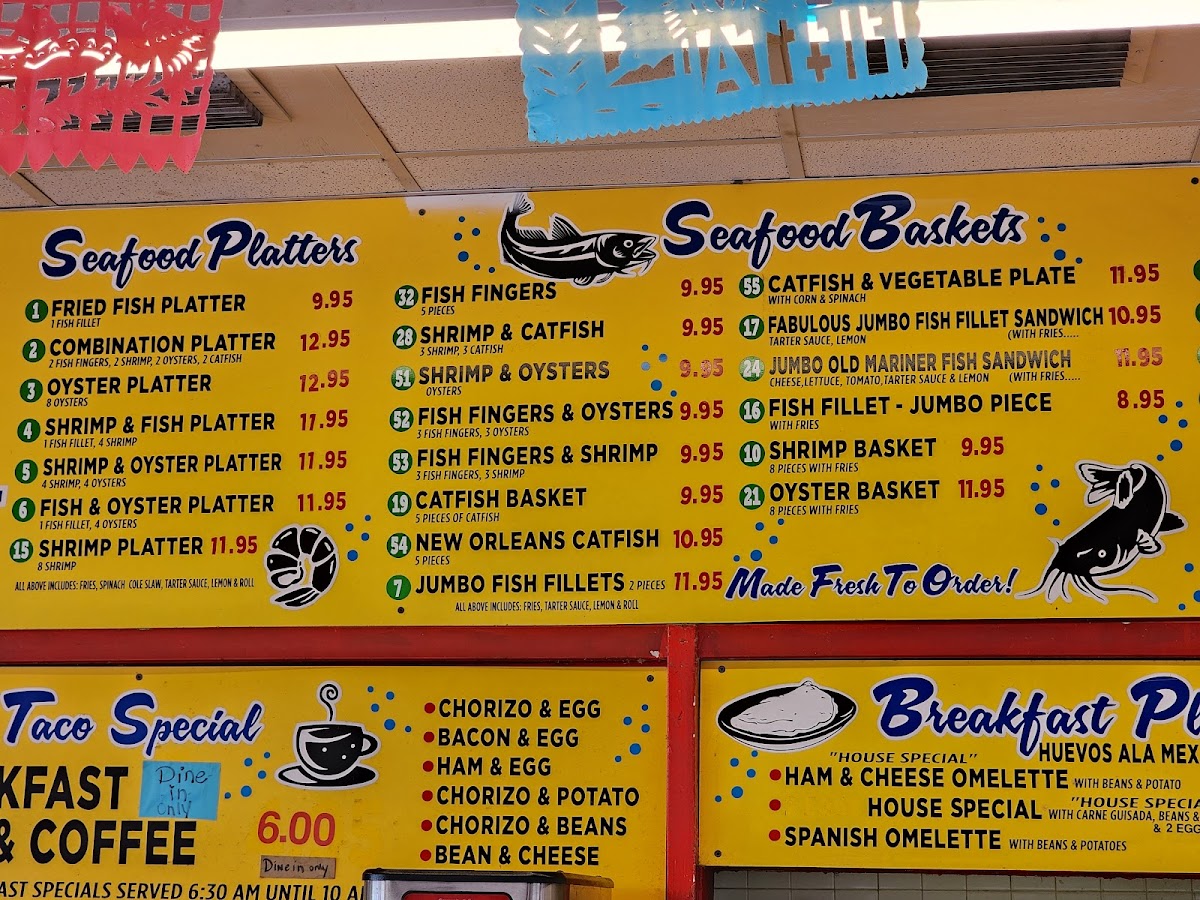 Seafood Platters
1 FRIED FISH PLATTER 9.95
1 FISH FILLET
2 COMBINATION PLATTER 12.95
2 FISH FINGERS, 2 SHRIMP, 2 OYSTERS, 2 CATFISH
3 OYSTER PLATTER 12.95
8 OYSTERS
4 SHRIMP & FISH PLATTER 11.95
1 FISH FILLET, 4 SHRIMP
5 SHRIMP & OYSTER PLATTER 11.95
4 SHRIMP, 4 OYSTERS
6 FISH & OYSTER PLATTER 11.95
1 FISH FILLET, 4 OYSTERS
15 SHRIMP PLATTER 11.95
8 SHRIMP
ALL ABOVE INCLUDES: FRIES, SPINACH COLE SLAW, TARTER SAUCE, LEMON & ROLL
Seafood Baskets
32 FISH FINGERS 9.95
5 PIECES
28 SHRIMP & CATFISH 9.95
3 SHRIMP, 3 CATFISH
51 SHRIMP & OYSTERS 9.95
OYSTERS
52 FISH FINGERS & OYSTERS 9.95
3 FISH FINGERS, 3 OYSTERS
53 FISH FINGERS & SHRIMP 9.95
3 FISH FINGERS, 3 SHRIMP
19 CATFISH BASKET 9.95
5 PIECES OF CATFISH
54 NEW ORLEANS CATFISH 10.95
5 PIECES
7 JUMBO FISH FILLETS 2 PIECES 11.95
ALL ABOVE INCLUDES: FRIES, TARTER SAUCE, LEMON & ROLL
55 CATFISH & VEGETABLE PLATE 11.95
WITH CORN & SPINACH
17 FABULOUS JUMBO FISH FILLET SANDWICH 10.95
TARTER SAUCE, LEMON (WITH FRIES.....
24 JUMBO OLD MARINER FISH SANDWICH 11.95
CHEESE, LETTUCE, TOMATO, TARTER SAUCE & LEMON (WITH FRIES.....
16 FISH FILLET - JUMBO PIECE 8.95
WITH FRIES
10 SHRIMP BASKET 9.95
8 PIECES WITH FRIES
21 OYSTER BASKET 11.95
8 PIECES WITH FRIES
Made Fresh To Order!
Taco Special
KFAST
Dine
in
only
& COFFEE 6.00
Dine in only
AST SPECIALS SERVED 6:30 AM UNTIL 10 A
CHORIZO & EGG
BACON & EGG
HAM & EGG
CHORIZO & POTATO
CHORIZO & BEANS
BEAN & CHEESE
Breakfast Pl
HUEVOS ALA MEX
"HOUSE SPECIAL"
HAM & CHEESE OMELETTE WITH BEANS & POTATO
"HOUSE SPECIA
HOUSE SPECIAL WITH CARNE GUISADA, BEANS &
& 2 EGG
SPANISH OMELETTE WITH BEANS & POTATOES